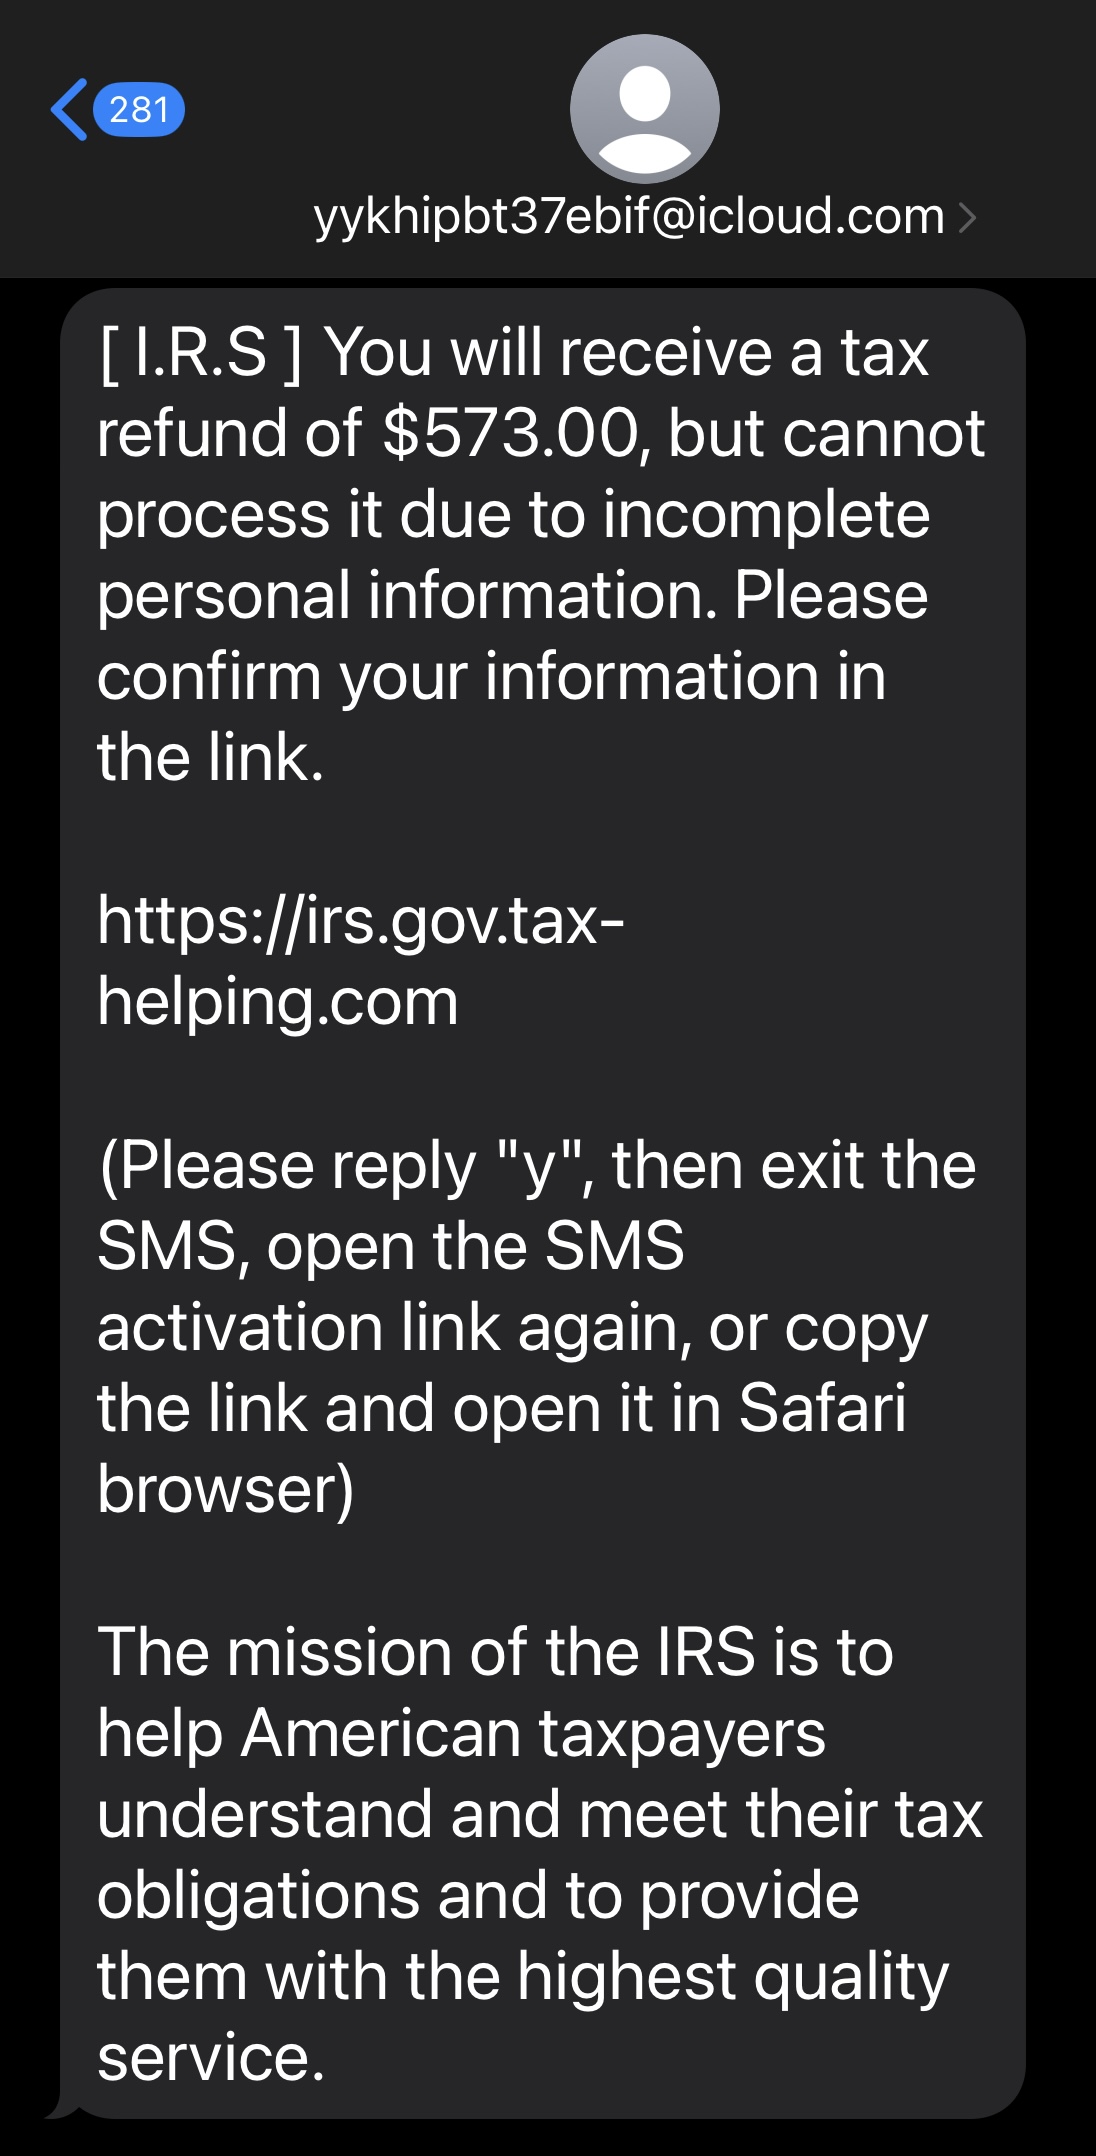 281
yykhipbt37ebif@icloud.com
[ I.R.S ] You will receive a tax
refund of $573.00, but cannot
process it due to incomplete
personal information. Please
confirm your information in
the link.
https://irs.gov.tax-
helping.com
(Please reply "y", then exit the
SMS, open the SMS
activation link again, or copy
the link and open it in Safari
browser)
The mission of the IRS is to
help American taxpayers
understand and meet their tax
obligations and to provide
them with the highest quality
service.